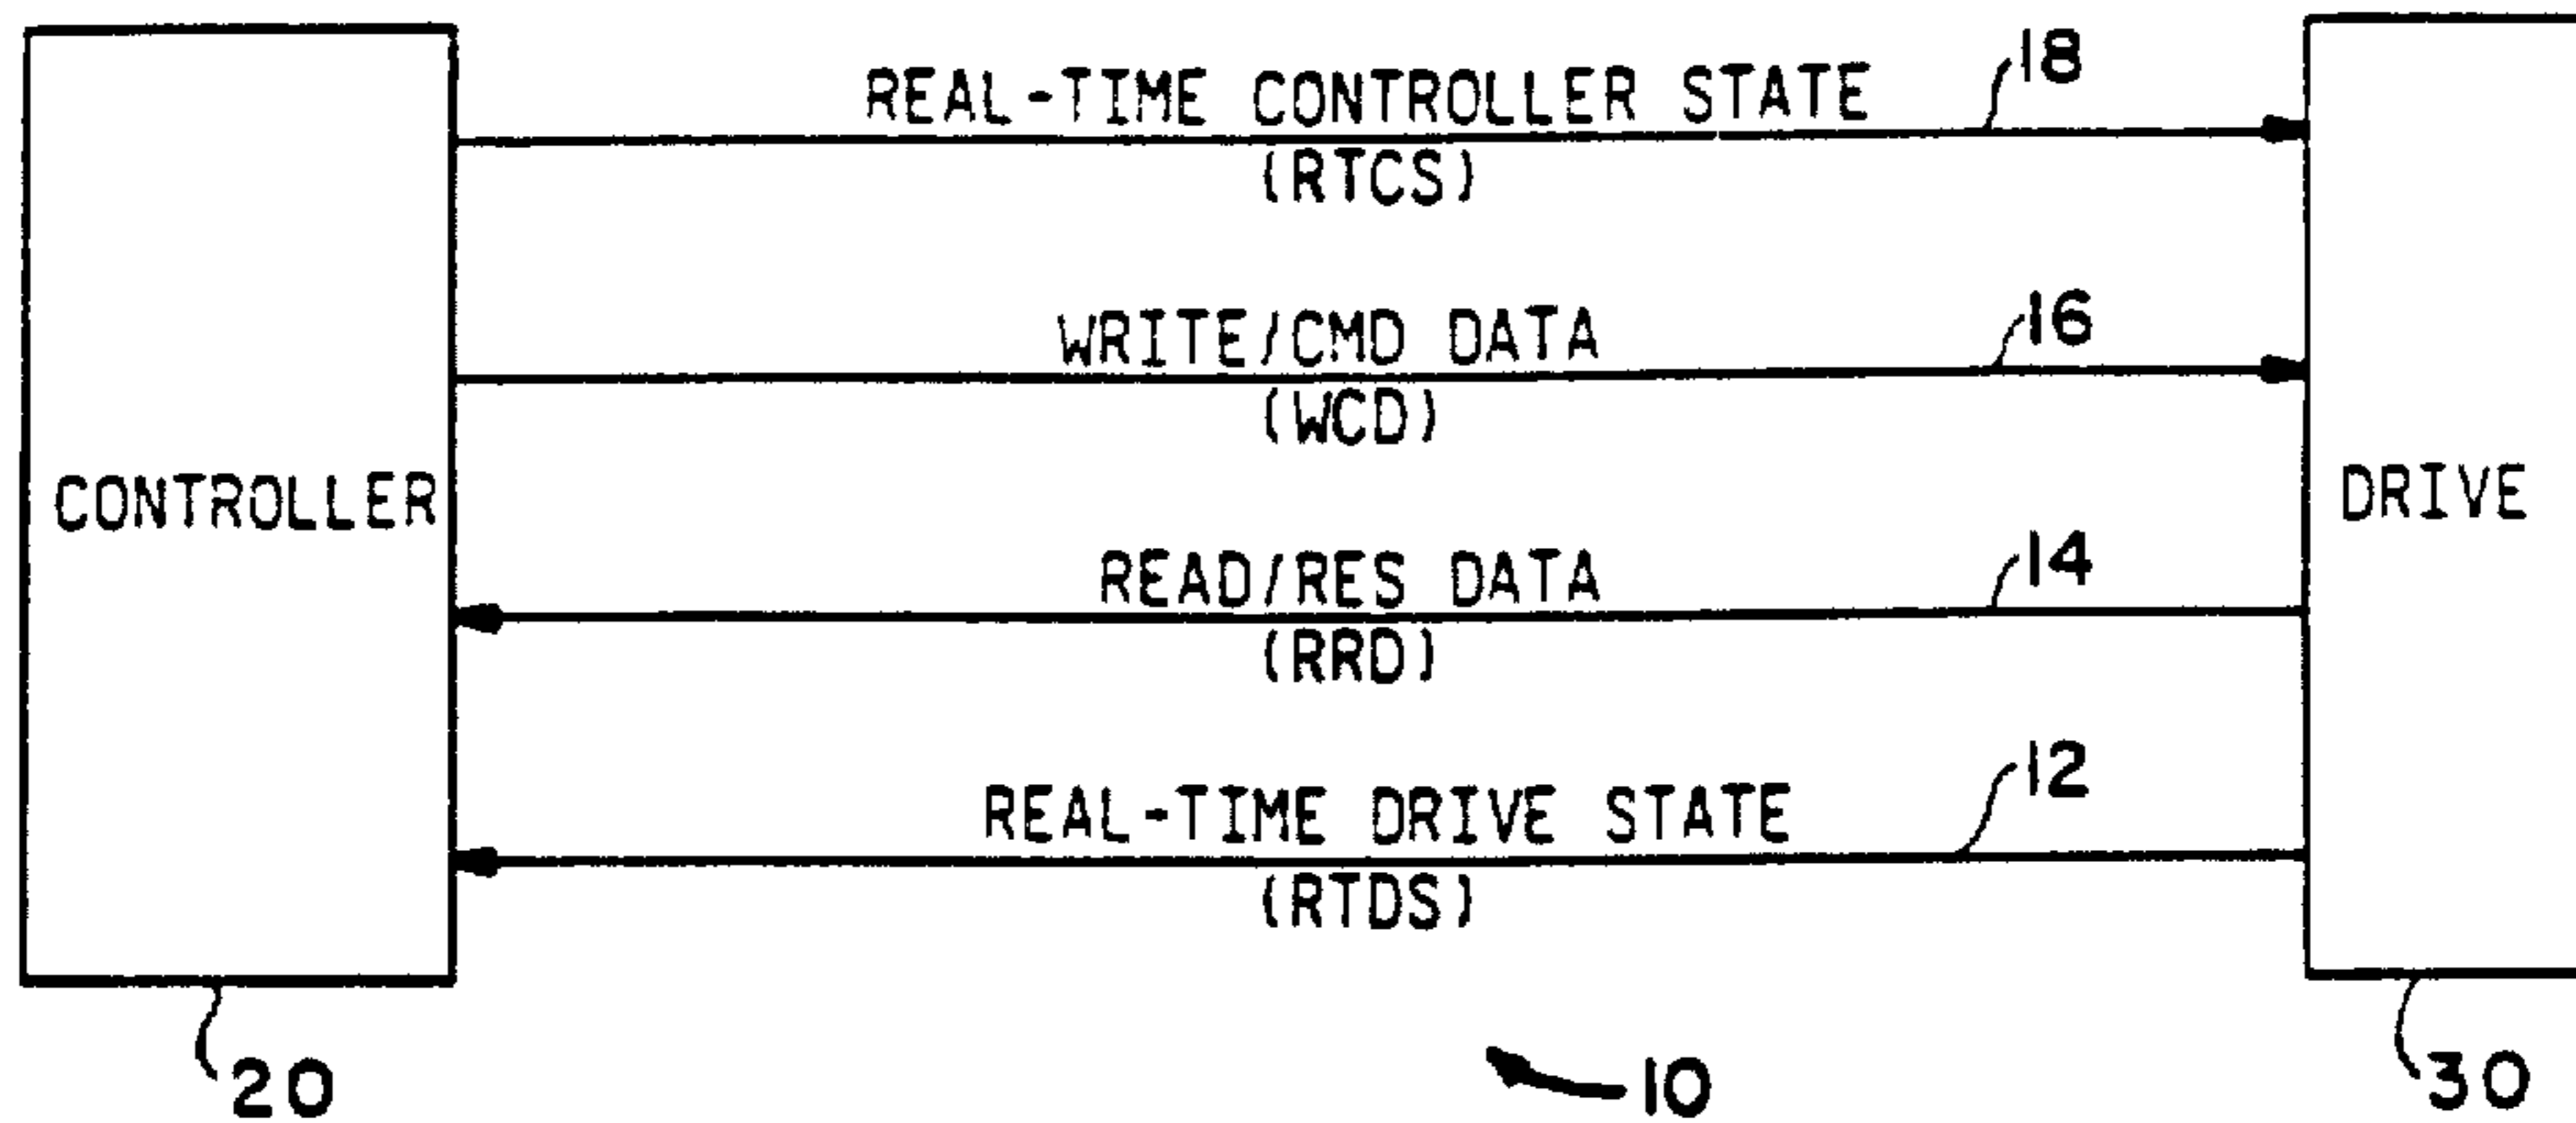 REAL-TIME CONTROLLER STATE
18
(RTCS)
WRITE/CMD DATA
16
(WCD)
CONTROLLER
DRIVE
READ/RES DATA
14
(RRD)
REAL-TIME DRIVE STATE
12
(RTDS)
20
10
30